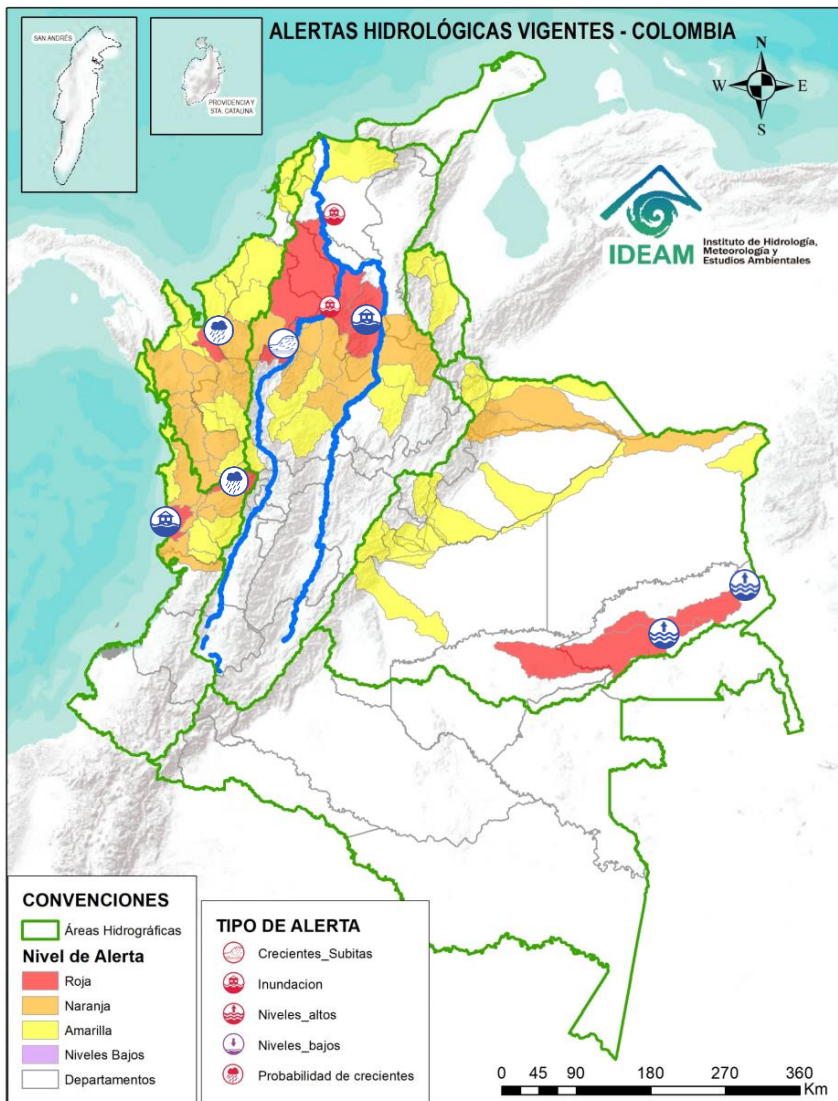 ALERTAS HIDROLÓGICAS VIGENTES - COLOMBIA
SAN ANDRÉS
PROVIDENCIA Y
STA. CATALINA
N
W
E
S
IDEAM
Instituto de Hidrología,
Meteorología y
Estudios Ambientales
CONVENCIONES
Áreas Hidrográficas
Nivel de Alerta
Roja
Naranja
Amarilla
Niveles Bajos
Departamentos
TIPO DE ALERTA
Crecientes_Subitas
Inundacion
Niveles_altos
Niveles_bajos
Probabilidad de crecientes
0 45 90 180 270 360
Km